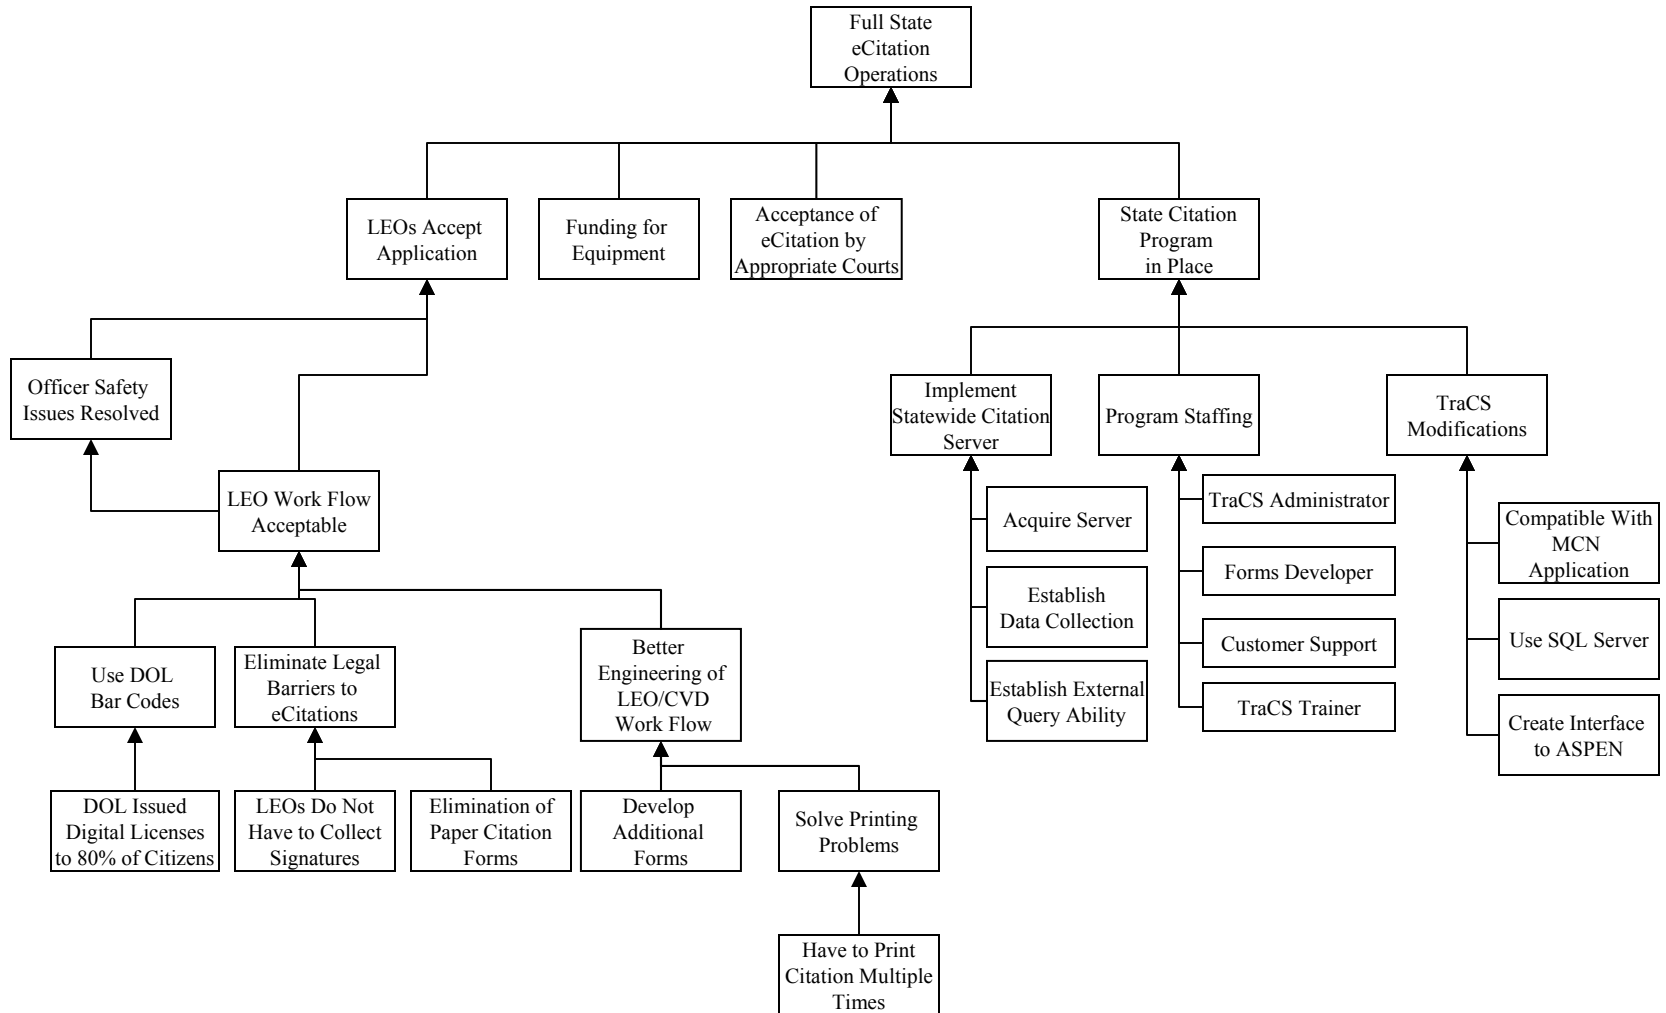 Full State
eCitation
Operations
LEOs Accept
Application
Funding for
Equipment
Acceptance of
eCitation by
Appropriate Courts
State Citation
Program
in Place
Officer Safety
Issues Resolved
Implement
Statewide Citation
Server
Program Staffing
TraCS
Modifications
LEO Work Flow
Acceptable
Acquire Server
TraCS Administrator
Compatible With
MCN
Application
Establish
Data Collection
Forms Developer
Use SQL Server
Customer Support
Establish External
Query Ability
TraCS Trainer
Create Interface
to ASPEN
Use DOL
Bar Codes
Eliminate Legal
Barriers to
eCitations
Better
Engineering of
LEO/CVD
Work Flow
DOL Issued
Digital Licenses
to 80% of Citizens
LEOs Do Not
Have to Collect
Signatures
Elimination of
Paper Citation
Forms
Develop
Additional
Forms
Solve Printing
Problems
Have to Print
Citation Multiple
Times